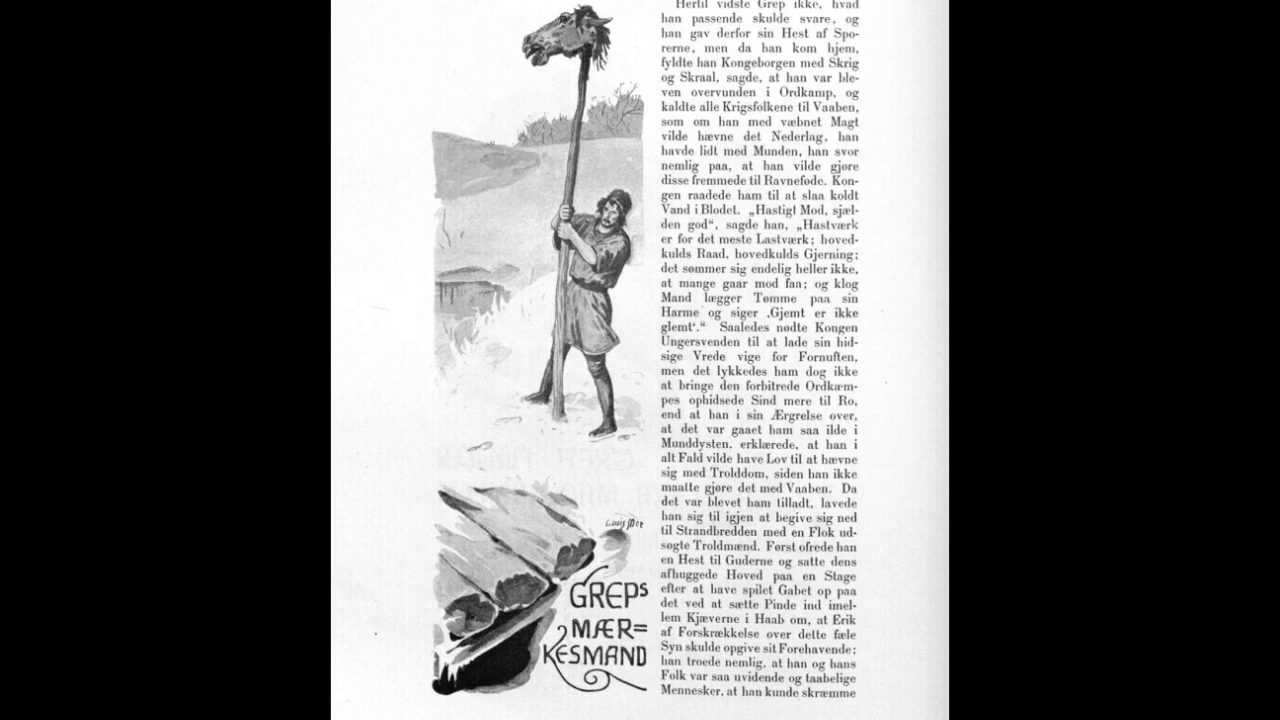 Hertil vidste Grep ikke, hvad
han passende skulde svare, og
han gav derfor sin Hest af Spo-
rerne, men da han kom hjem,
fyldte han Kongeborgen med Skrig
og Skraal, sagde, at han var ble-
ven overvunden i Ordkamp, og
kaldte alle Krigsfolkene til Vaaben,
som om han med væbnet Magt
vilde hævne det Nederlag, han
havde lidt med Munden, han svor
nemlig paa, at han vilde gjøre
disse fremmede til Ravneføde. Kon-
gen raadede ham til at slaa koldt
Vand i Blodet. „Hastigt Mod, sjæl-
den god“, sagde han, „Hastværk
er for det meste Lastværk; hoved-
kulds Raad, hovedkulds Gjerning;
det sømmer sig endelig heller ikke,
at mange gaar mod faa; og klog
Mand lægger Tømme paa sin
Harme og siger ‚Gjemt er ikke
glemt‘.“ Saaledes nødte Kongen
Ungersvenden til at lade sin hid-
sige Vrede vige for Fornuften,
men det lykkedes ham dog ikke
at bringe den forbitrede Ordkæm-
pes ophidsede Sind mere til Ro,
end at han i sin Ærgrelse over,
at det var gaaet ham saa ilde i
Munddysten, erklærede, at han i
alt Fald vilde have Lov til at hævne
sig med Trolddom, siden han ikke
maatte gjøre det med Vaaben. Da
det var blevet ham tilladt, lavede
han sig til igjen at begive sig ned
til Strandbredden med en Flok ud-
søgte Troldmænd. Først ofrede han
en Hest til Guderne og satte dens
afhuggede Hoved paa en Stage
efter at have spilet Gabet op paa
det ved at sætte Pinde ind imel-
lem Kjæverne i Haab om, at Erik
af Forskrækkelse over dette fæle
Syn skulde opgive sit Forehavende;
han troede nemlig, at han og hans
Folk var saa uvidende og taabelige
Mennesker, at han kunde skræmme
Louis Moe
GREPS
MÆR=
KESMAND